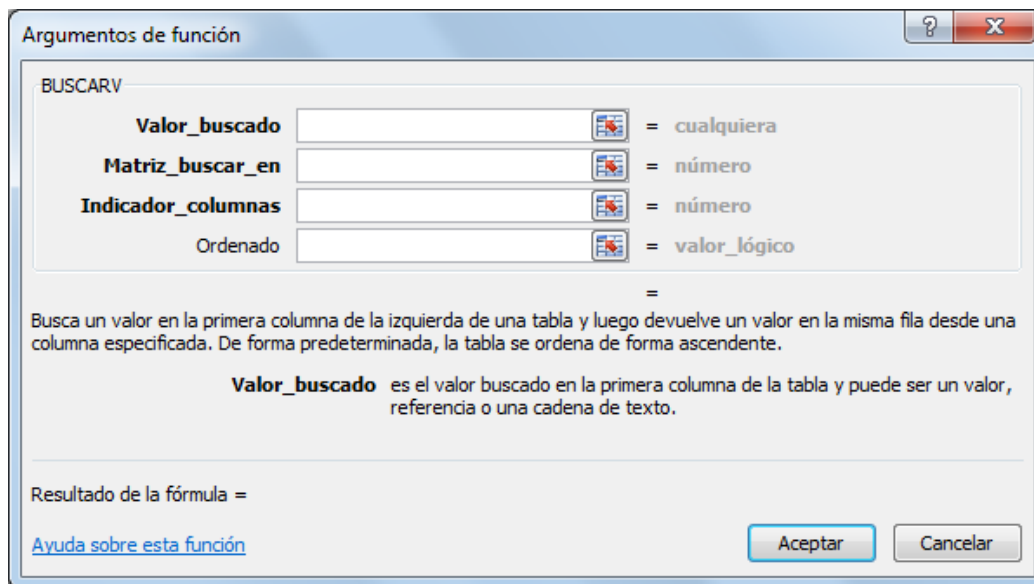 Argumentos de función
BUSCARV
Valor_buscado = cualquiera
Matriz_buscar_en = número
Indicador_columnas = número
Ordenado = valor_lógico
=
Busca un valor en la primera columna de la izquierda de una tabla y luego devuelve un valor en la misma fila desde una
columna especificada. De forma predeterminada, la tabla se ordena de forma ascendente.
Valor_buscado es el valor buscado en la primera columna de la tabla y puede ser un valor,
referencia o una cadena de texto.
Resultado de la fórmula =
Ayuda sobre esta función Aceptar Cancelar